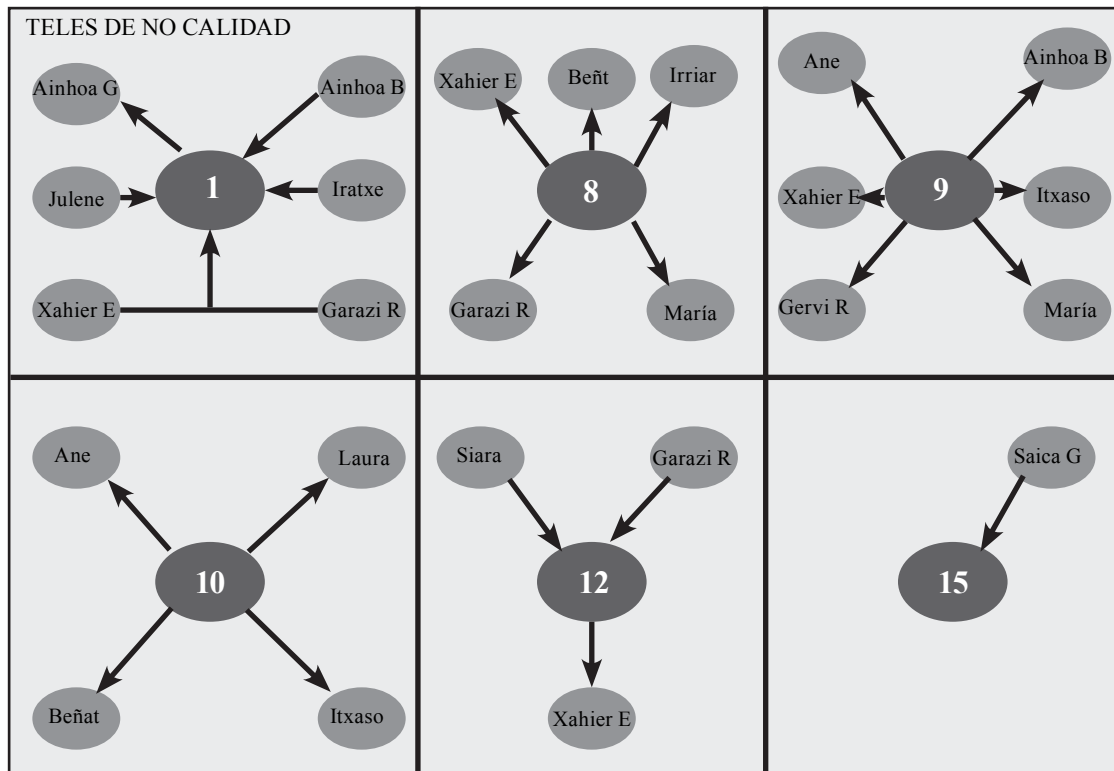 TELES DE NO CALIDAD
Ainhoa G
Ainhoa B
Julene
1
Iratxe
Xahier E
Garazi R
Xahier E
Beñt
Irriar
8
Garazi R
María
Ane
Ainhoa B
Xahier E
9
Itxaso
Gervi R
María
Ane
Laura
10
Beñat
Itxaso
Siara
Garazi R
12
Xahier E
Saica G
15